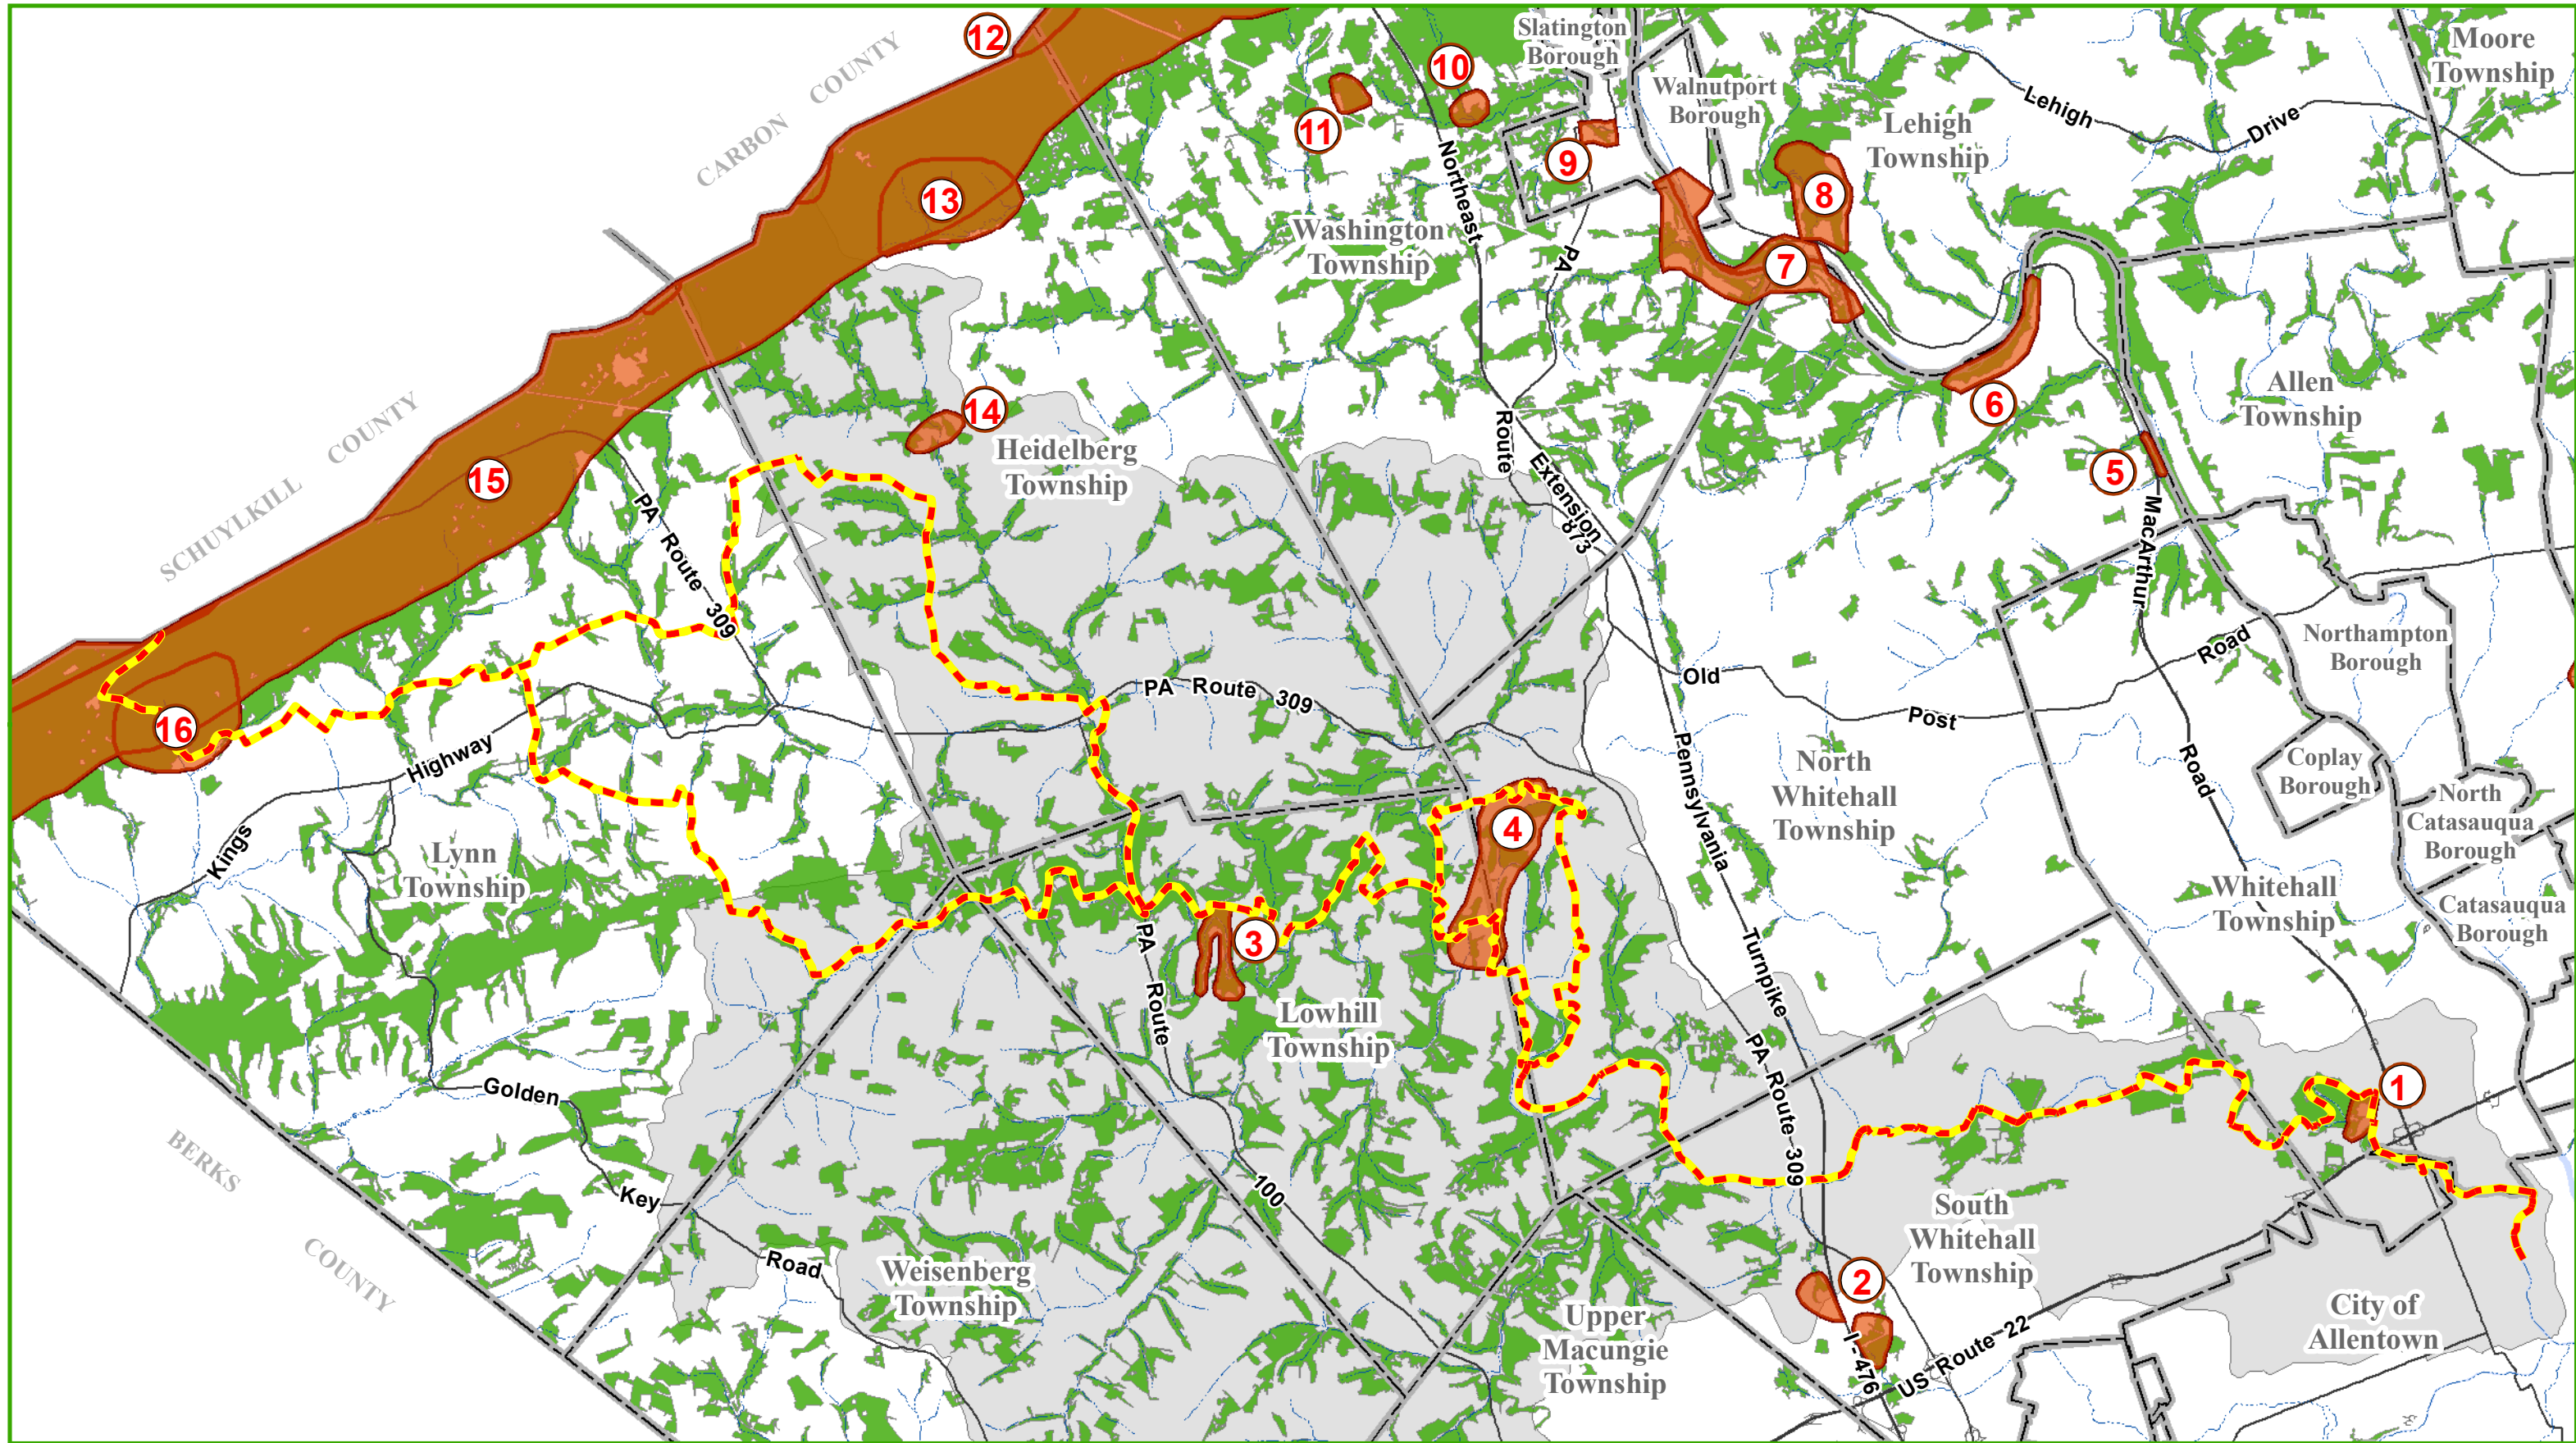 12
CARBON
COUNTY
13
11
10
9
Slatington
Borough
Walnutport
Borough
8
Lehigh
Township
Lehigh
Drive
Moore
Township
Northeast
Washington
Township
PA
7
SCHUYLKILL
COUNTY
15
14
Heidelberg
Township
Route
Extension
873
6
5
Allen
Township
PA
Route
309
MacArthur
Northampton
Borough
16
Kings
Highway
PA
Route
309
Old
Post
Road
Pennsylvania
North
Whitehall
Township
Road
Coplay
Borough
North
Catasauqua
Borough
Lynn
Township
4
3
Whitehall
Township
Catasauqua
Borough
PA
Route
Lowhill
Township
Turnpike
PA
Route
309
1
Golden
Key
Road
100
BERKS
COUNTY
Weisenberg
Township
Upper
Macungie
Township
2
South
Whitehall
Township
I - 476
US
Route
22
City of
Allentown